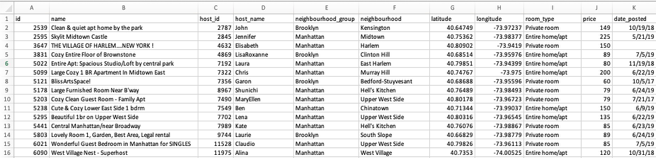 A B C D E F G H I J K
1 id name host_id host_name neighbourhood_group neighbourhood latitude longitude room_type price date_posted
2 2539 Clean & quiet apt home by the park 2787 John Brooklyn Kensington 40.64749 -73.97237 Private room 149 10/19/18
3 2595 Skylit Midtown Castle 2845 Jennifer Manhattan Midtown 40.75362 -73.98377 Entire home/apt 225 5/21/19
4 3647 THE VILLAGE OF HARLEM....NEW YORK ! 4632 Elisabeth Manhattan Harlem 40.80902 -73.9419 Private room 150
5 3831 Cozy Entire Floor of Brownstone 4869 LisaRoxanne Brooklyn Clinton Hill 40.68514 -73.95976 Entire home/apt 89 7/5/19
6 5022 Entire Apt: Spacious Studio/Loft by central park 7192 Laura Manhattan East Harlem 40.79851 -73.94399 Entire home/apt 80 11/19/18
7 5099 Large Cozy 1 BR Apartment In Midtown East 7322 Chris Manhattan Murray Hill 40.74767 -73.975 Entire home/apt 200 6/22/19
8 5121 BlissArtsSpace! 7356 Garon Brooklyn Bedford-Stuyvesant 40.68688 -73.95596 Private room 60 10/5/17
9 5178 Large Furnished Room Near B'way 8967 Shunichi Manhattan Hell's Kitchen 40.76489 -73.98493 Private room 79 6/24/19
10 5203 Cozy Clean Guest Room - Family Apt 7490 MaryEllen Manhattan Upper West Side 40.80178 -73.96723 Private room 79 7/21/17
11 5238 Cute & Cozy Lower East Side 1 bdrm 7549 Ben Manhattan Chinatown 40.71344 -73.99037 Entire home/apt 150 6/9/19
12 5295 Beautiful 1br on Upper West Side 7702 Lena Manhattan Upper West Side 40.80316 -73.96545 Entire home/apt 135 6/22/19
13 5441 Central Manhattan/near Broadway 7989 Kate Manhattan Hell's Kitchen 40.76076 -73.98867 Private room 85 6/23/19
14 5803 Lovely Room 1, Garden, Best Area, Legal rental 9744 Laurie Brooklyn South Slope 40.66829 -73.98779 Private room 89 6/24/19
15 6021 Wonderful Guest Bedroom in Manhattan for SINGLES 11528 Claudio Manhattan Upper West Side 40.79826 -73.96113 Private room 85 7/5/19
16 6090 West Village Nest - Superhost 11975 Alina Manhattan West Village 40.7353 -74.00525 Entire home/apt 120 10/31/18